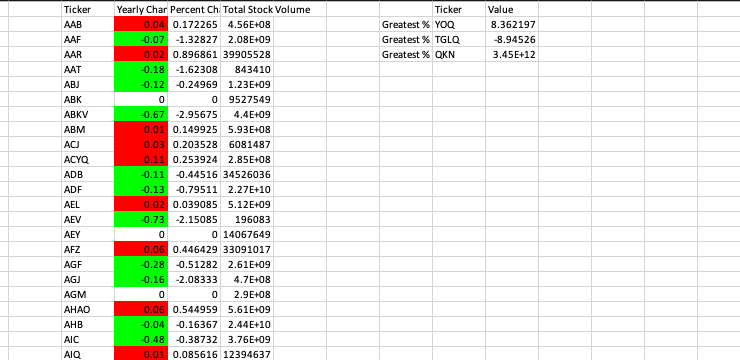 Ticker Yearly Char Percent Ch Total Stock Volume Ticker Value
AAB 0.04 0.172265 4.56E+08 Greatest % YOQ 8.362197
AAF -0.07 -1.32827 2.08E+09 Greatest % TGLQ -8.94526
AAR 0.02 0.896861 39905528 Greatest % QKN 3.45E+12
AAT -0.18 -1.62308 843410
ABJ -0.12 -0.24969 1.23E+09
ABK 0 0 9527549
ABKV -0.67 -2.95675 4.4E+09
ABM 0.01 0.149925 5.93E+08
ACJ 0.03 0.203528 6081487
ACYQ 0.11 0.253924 2.85E+08
ADB -0.11 -0.44516 34526036
ADF -0.13 -0.79511 2.27E+10
AEL 0.02 0.039085 5.12E+09
AEV -0.73 -2.15085 196083
AEY 0 0 14067649
AFZ 0.06 0.446429 33091017
AGF -0.28 -0.51282 2.61E+09
AGJ -0.16 -2.08333 4.7E+08
AGM 0 0 2.9E+08
AHAO 0.06 0.544959 5.61E+09
AHB -0.04 -0.16367 2.44E+10
AIC -0.48 -0.38732 3.76E+09
AIQ 0.01 0.085616 12394637